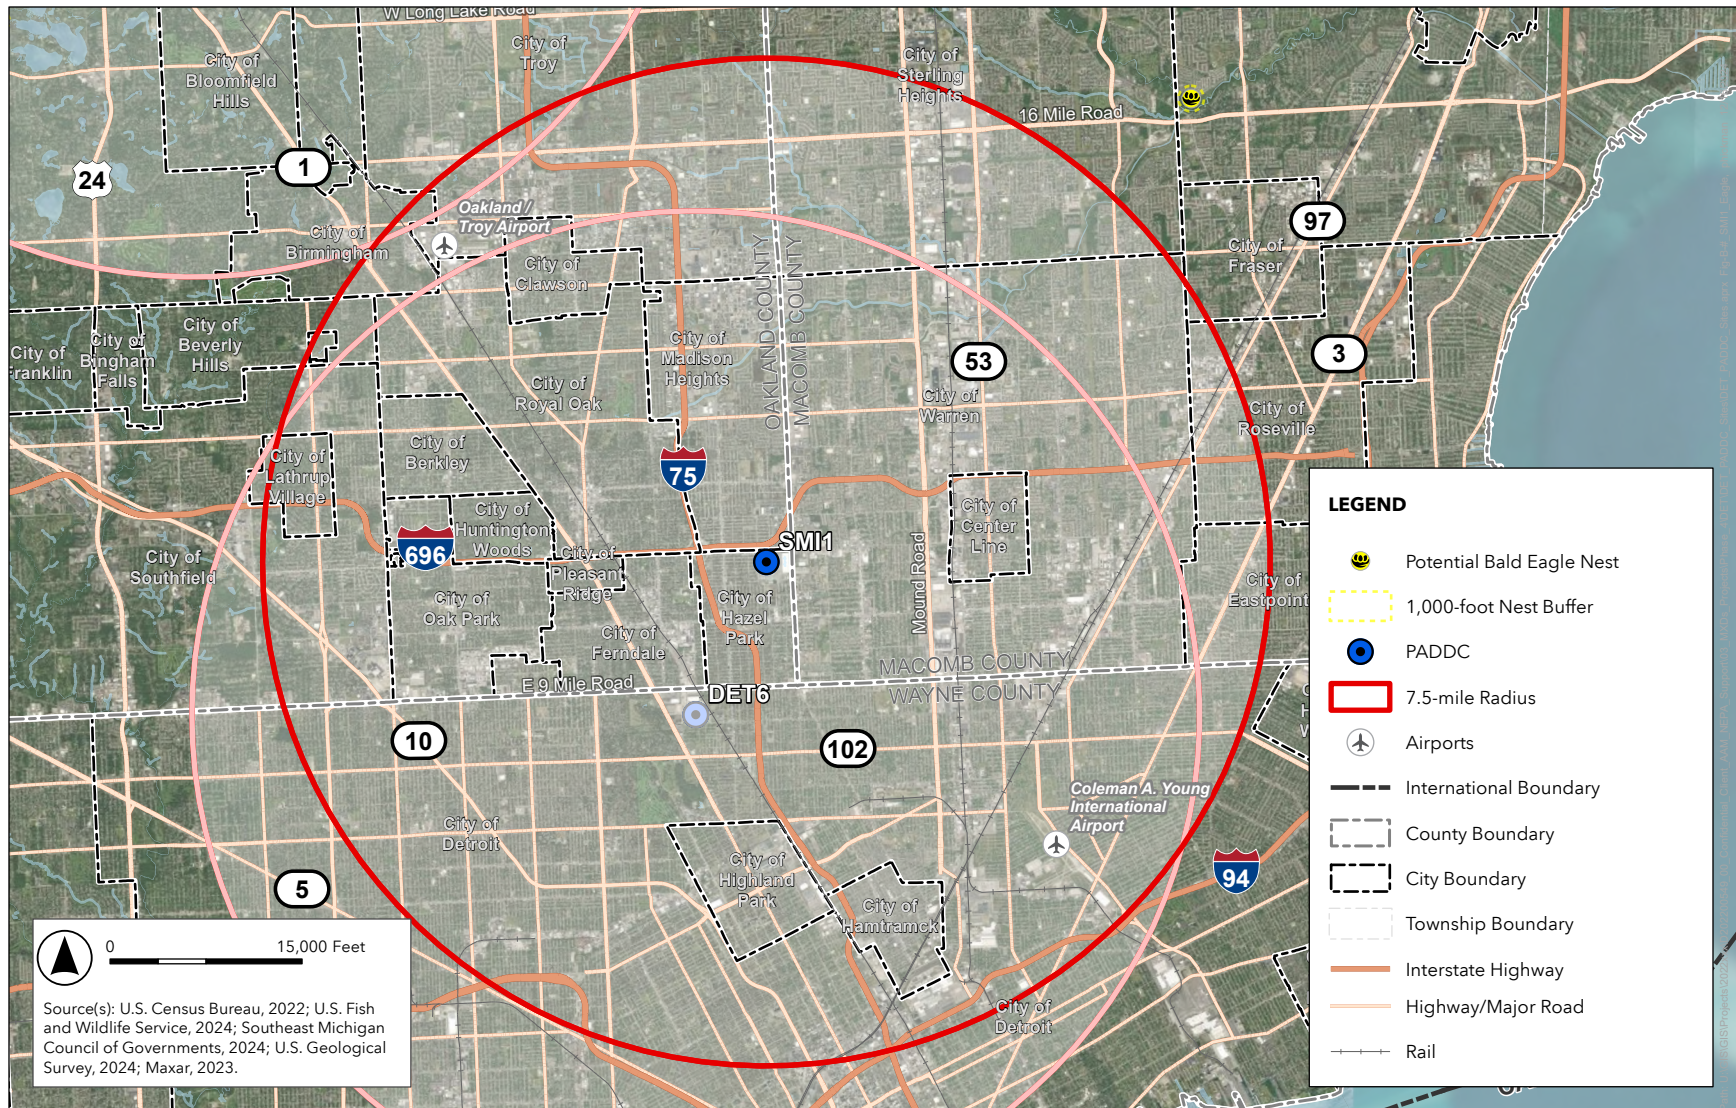 W Long Lake Road
City of
Troy
City of
Bloomfield
Hills
City of
Sterling
Heights
16 Mile Road
1
24
97
Oakland /
Troy Airport
City of
Birmingham
City of
Clawson
City of
Fraser
OAKLAND COUNTY
MACOMB COUNTY
City of
Franklin
City of
Bingham
Falls
City of
Beverly
Hills
City of
Madison
Heights
53
3
City of
Royal Oak
City of
Warren
City of
Roseville
City of
Berkley
City of
Lathrup
Village
75
City of
Huntington
Woods
City of
Center
Line
696
SMI1
City of
Southfield
City of
Pleasant
Ridge
Mound Road
City of
Eastpoint
City of
Oak Park
City of
Hazel
Park
City of
Ferndale
MACOMB COUNTY
WAYNE COUNTY
E 9 Mile Road
DET6
10
102
Coleman A. Young
International
Airport
City of
Detroit
City of
Highland
Park
94
5
City of
Hamtramck
City of
Detroit
0 15,000 Feet
Source(s): U.S. Census Bureau, 2022; U.S. Fish
and Wildlife Service, 2024; Southeast Michigan
Council of Governments, 2024; U.S. Geological
Survey, 2024; Maxar, 2023.
LEGEND
Potential Bald Eagle Nest
1,000-foot Nest Buffer
PADDC
7.5-mile Radius
Airports
International Boundary
County Boundary
City Boundary
Township Boundary
Interstate Highway
Highway/Major Road
Rail